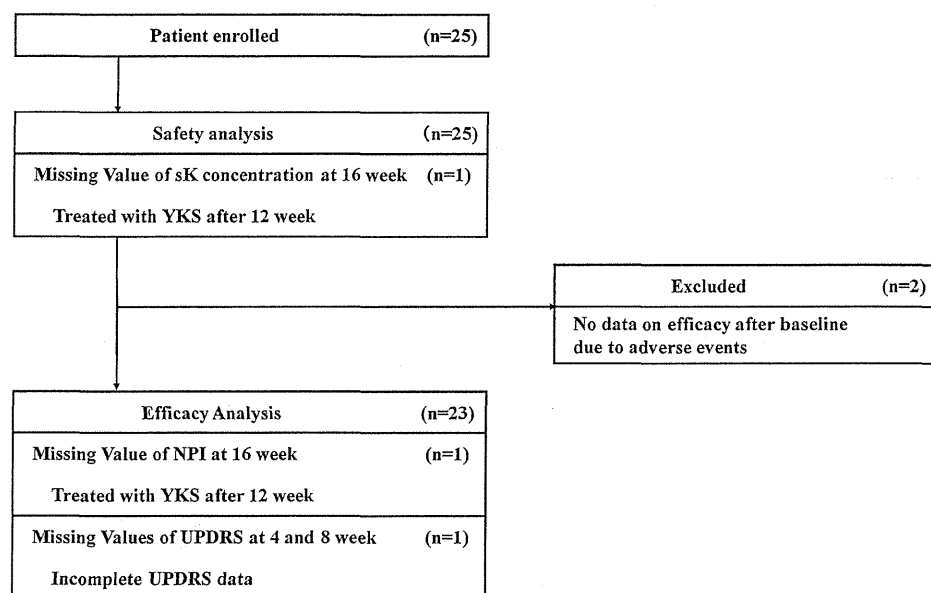 Patient enrolled (n=25)
Safety analysis (n=25)
Missing Value of sK concentration at 16 week (n=1)
Treated with YKS after 12 week
Excluded (n=2)
No data on efficacy after baseline
due to adverse events
Efficacy Analysis (n=23)
Missing Value of NPI at 16 week (n=1)
Treated with YKS after 12 week
Missing Values of UPDRS at 4 and 8 week (n=1)
Incomplete UPDRS data